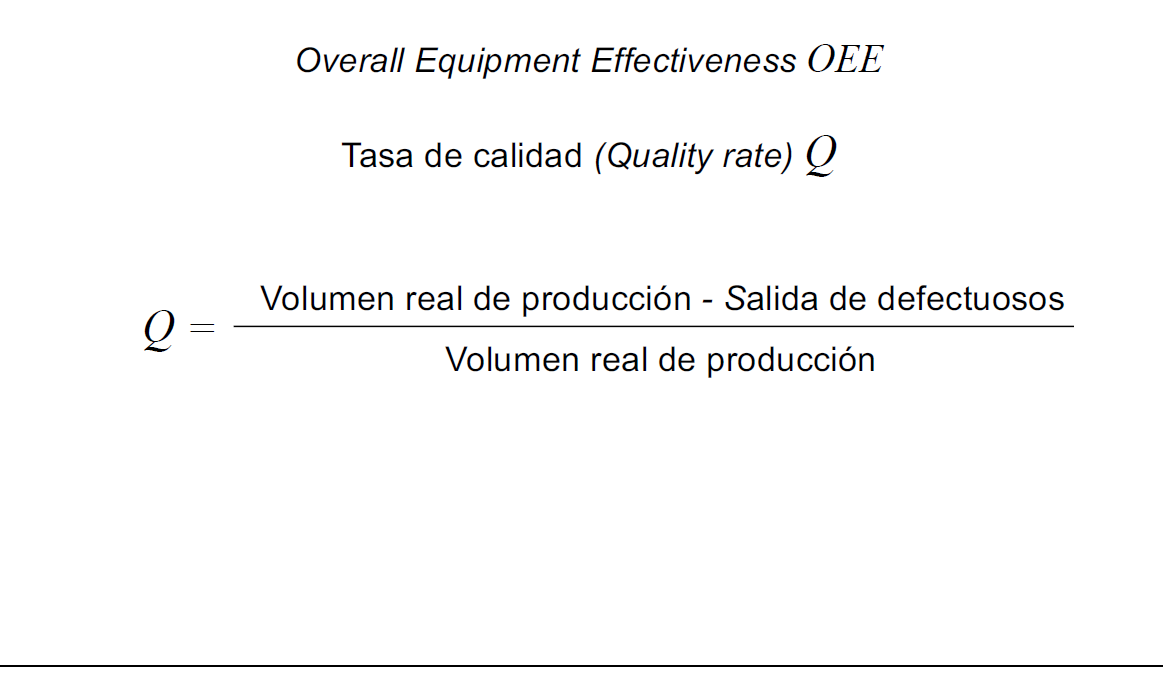 Overall Equipment Effectiveness OEE
Tasa de calidad (Quality rate) Q
Volumen real de producción - Salida de defectuosos
Q =
Volumen real de producción